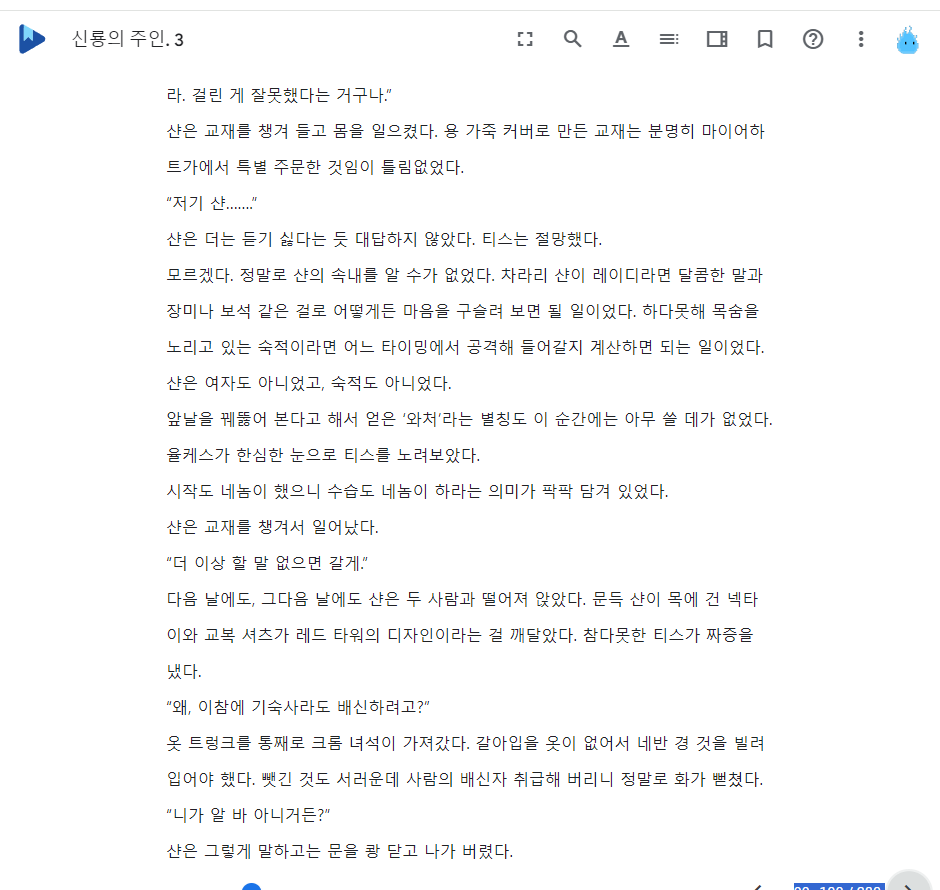 신룡의 주인. 3
라. 걸린 게 잘못했다는 거구나.”
샨은 교재를 챙겨 들고 몸을 일으켰다. 용 가죽 커버로 만든 교재는 분명히 마이어하
트가에서 특별 주문한 것임이 틀림없었다.
“저기 샨…….”
샨은 더는 듣기 싫다는 듯 대답하지 않았다. 티스는 절망했다.
모르겠다. 정말로 샨의 속내를 알 수가 없었다. 차라리 샨이 레이디라면 달콤한 말과
장미나 보석 같은 걸로 어떻게든 마음을 구슬려 보면 될 일이었다. 하다못해 목숨을
노리고 있는 숙적이라면 어느 타이밍에서 공격해 들어갈지 계산하면 되는 일이었다.
샨은 여자도 아니었고, 숙적도 아니었다.
앞날을 꿰뚫어 본다고 해서 얻은 ‘와처’라는 별칭도 이 순간에는 아무 쓸 데가 없었다.
율케스가 한심한 눈으로 티스를 노려보았다.
시작도 네놈이 했으니 수습도 네놈이 하라는 의미가 팍팍 담겨 있었다.
샨은 교재를 챙겨서 일어났다.
“더 이상 할 말 없으면 갈게.”
다음 날에도, 그다음 날에도 샨은 두 사람과 떨어져 앉았다. 문득 샨이 목에 건 넥타
이와 교복 셔츠가 레드 타워의 디자인이라는 걸 깨달았다. 참다못한 티스가 짜증을
냈다.
“왜, 이참에 기숙사라도 배신하려고?”
옷 트렁크를 통째로 크롬 녀석이 가져갔다. 갈아입을 옷이 없어서 네반 경 것을 빌려
입어야 했다. 뺏긴 것도 서러운데 사람의 배신자 취급해 버리니 정말로 화가 뻗쳤다.
“니가 알 바 아니거든?”
샨은 그렇게 말하고는 문을 쾅 닫고 나가 버렸다.